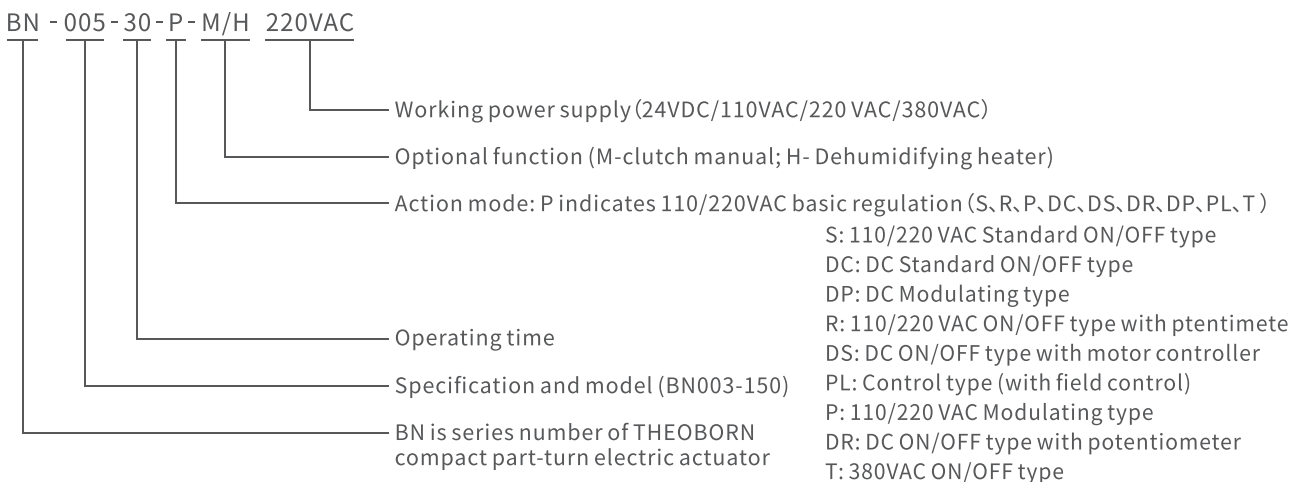 BN-005-30-P-M/H 220VAC
Working power supply(24VDC/110VAC/220 VAC/380VAC)
Optional function (M-clutch manual; H- Dehumidifying heater)
Action mode: P indicates 110/220VAC basic regulation (S、R、P、DC、DS、DR、DP、PL、T)
S: 110/220 VAC Standard ON/OFF type
DC: DC Standard ON/OFF type
DP: DC Modulating type
R: 110/220 VAC ON/OFF type with ptentimete
DS: DC ON/OFF type with motor controller
PL: Control type (with field control)
P: 110/220 VAC Modulating type
DR: DC ON/OFF type with potentiometer
T: 380VAC ON/OFF type
Operating time
Specification and model (BN003-150)
BN is series number of THEOBORN
compact part-turn electric actuator